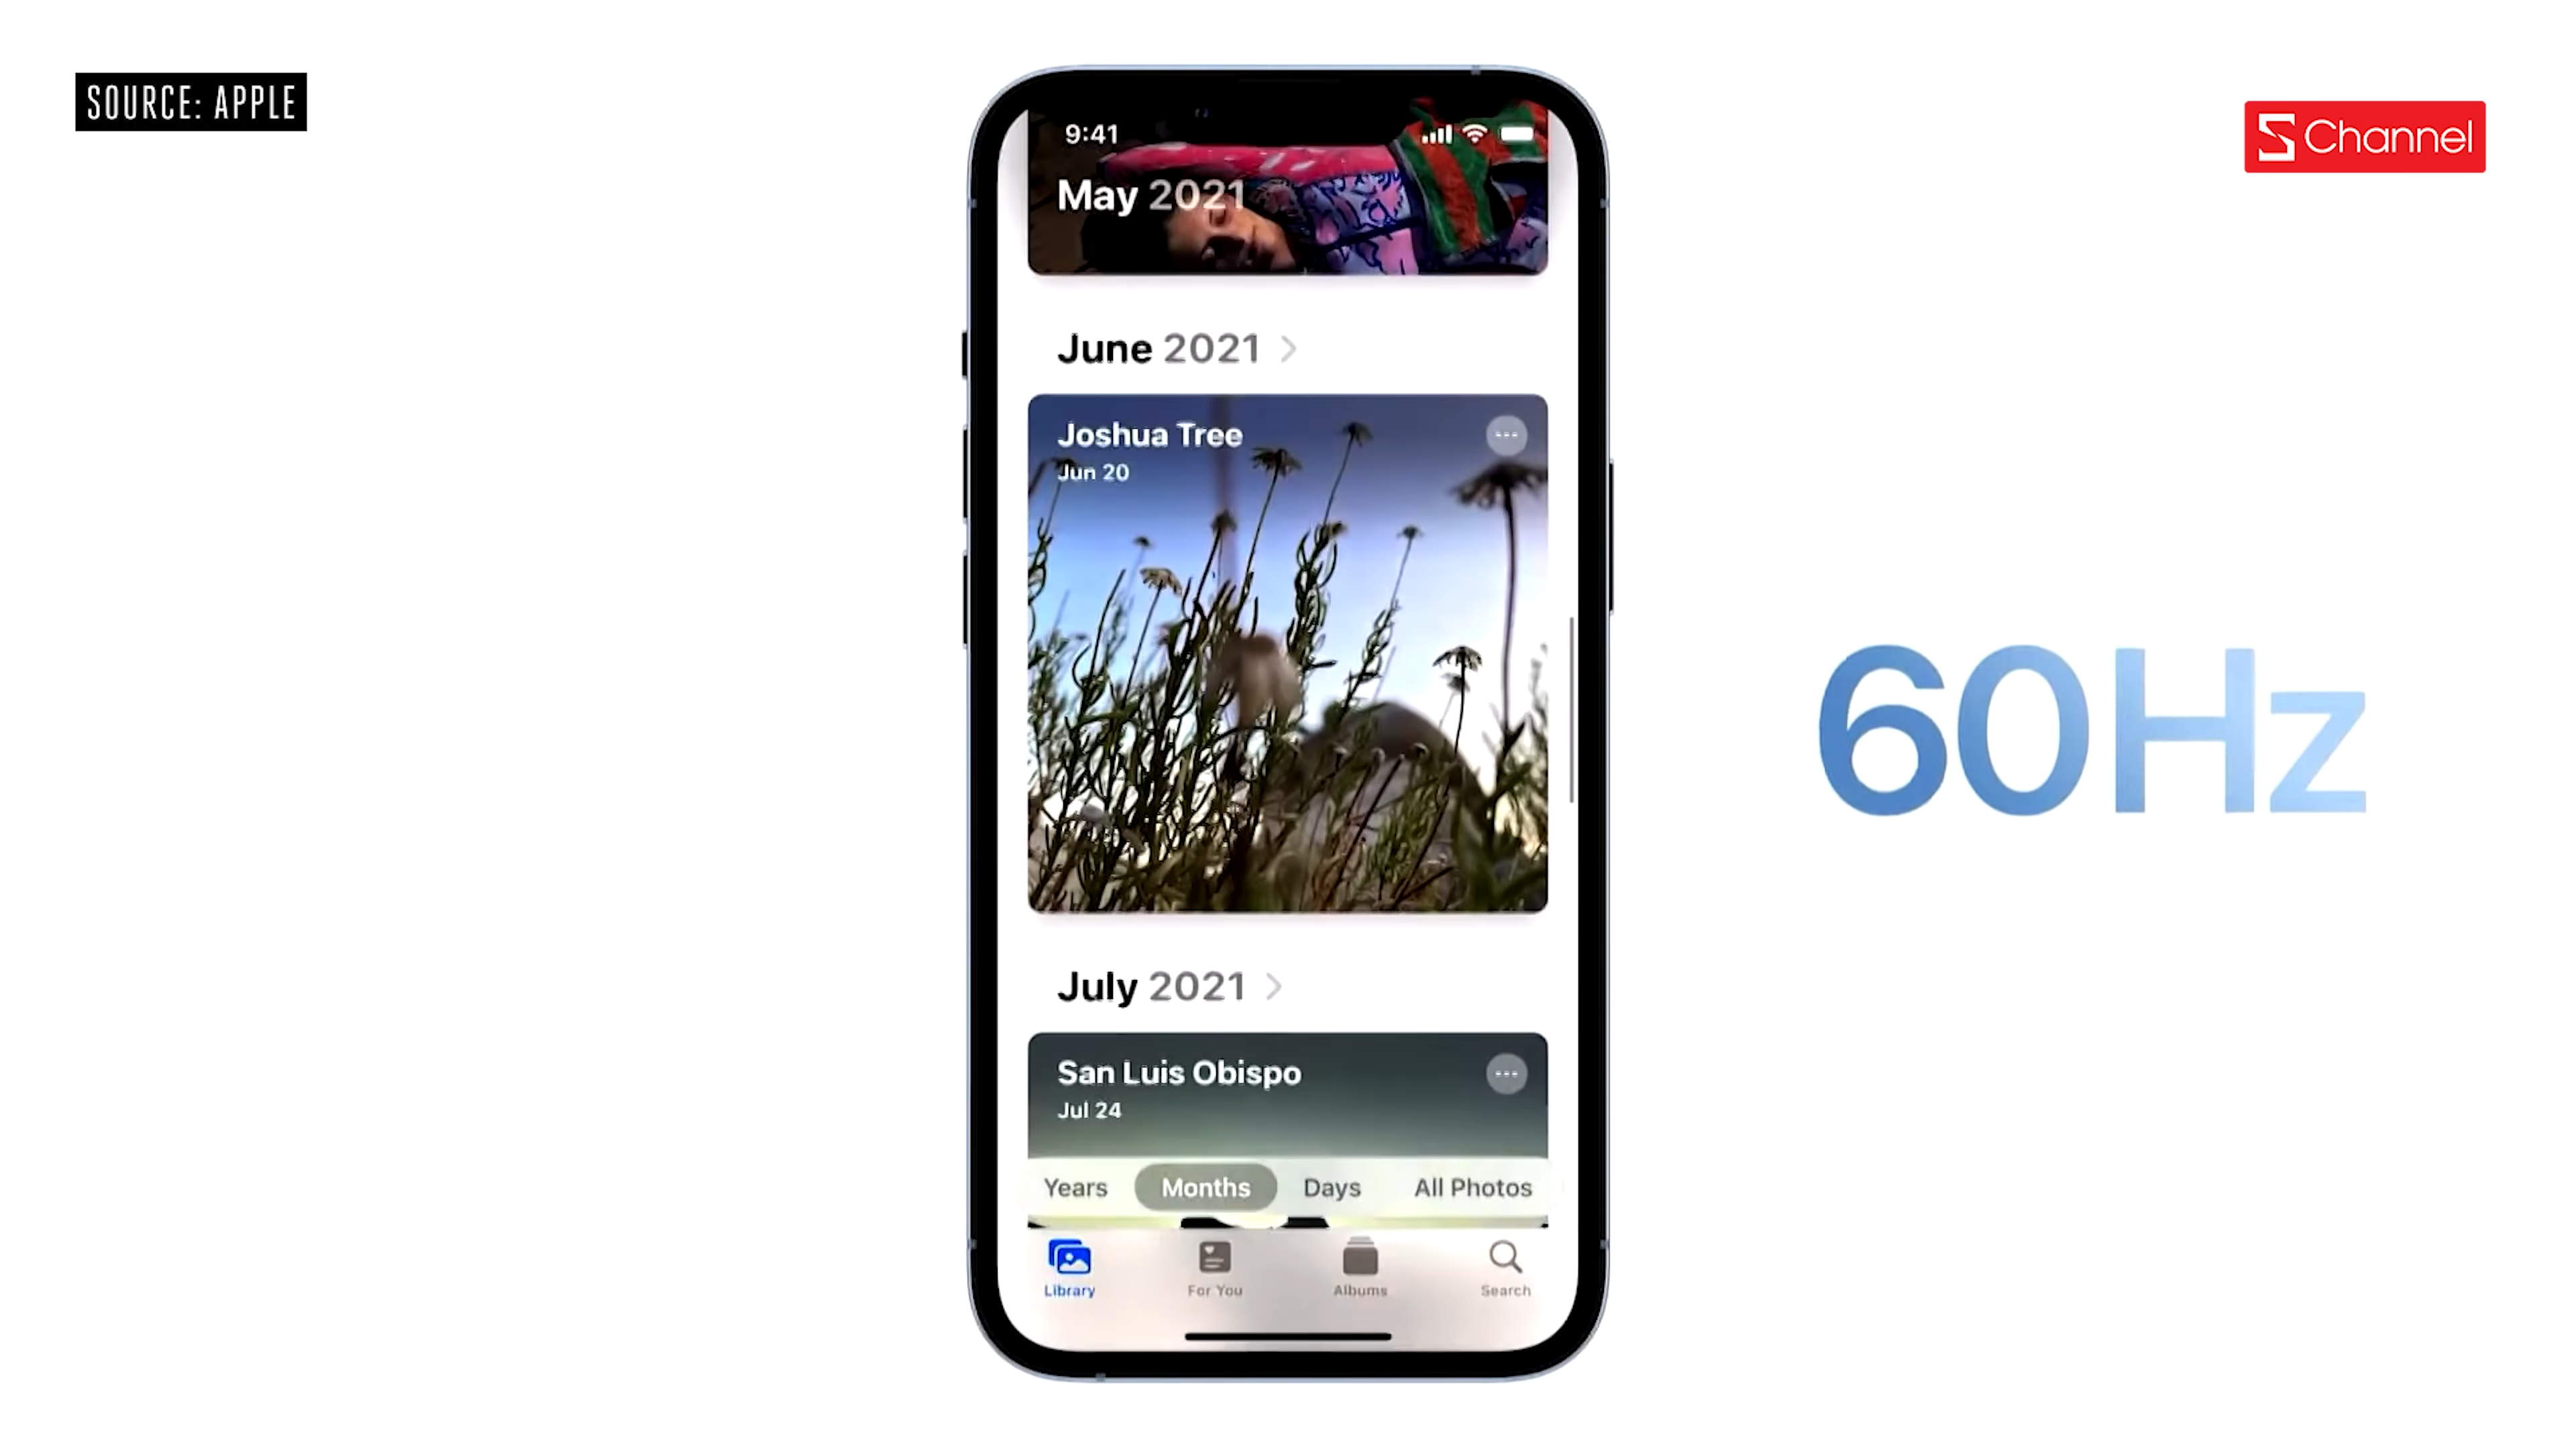 SOURCE: APPLE
S Channel
9:41
May 2021
June 2021
Joshua Tree
Jun 20
60Hz
July 2021
San Luis Obispo
Jul 24
Years Months Days All Photos
Library For You Albums Search